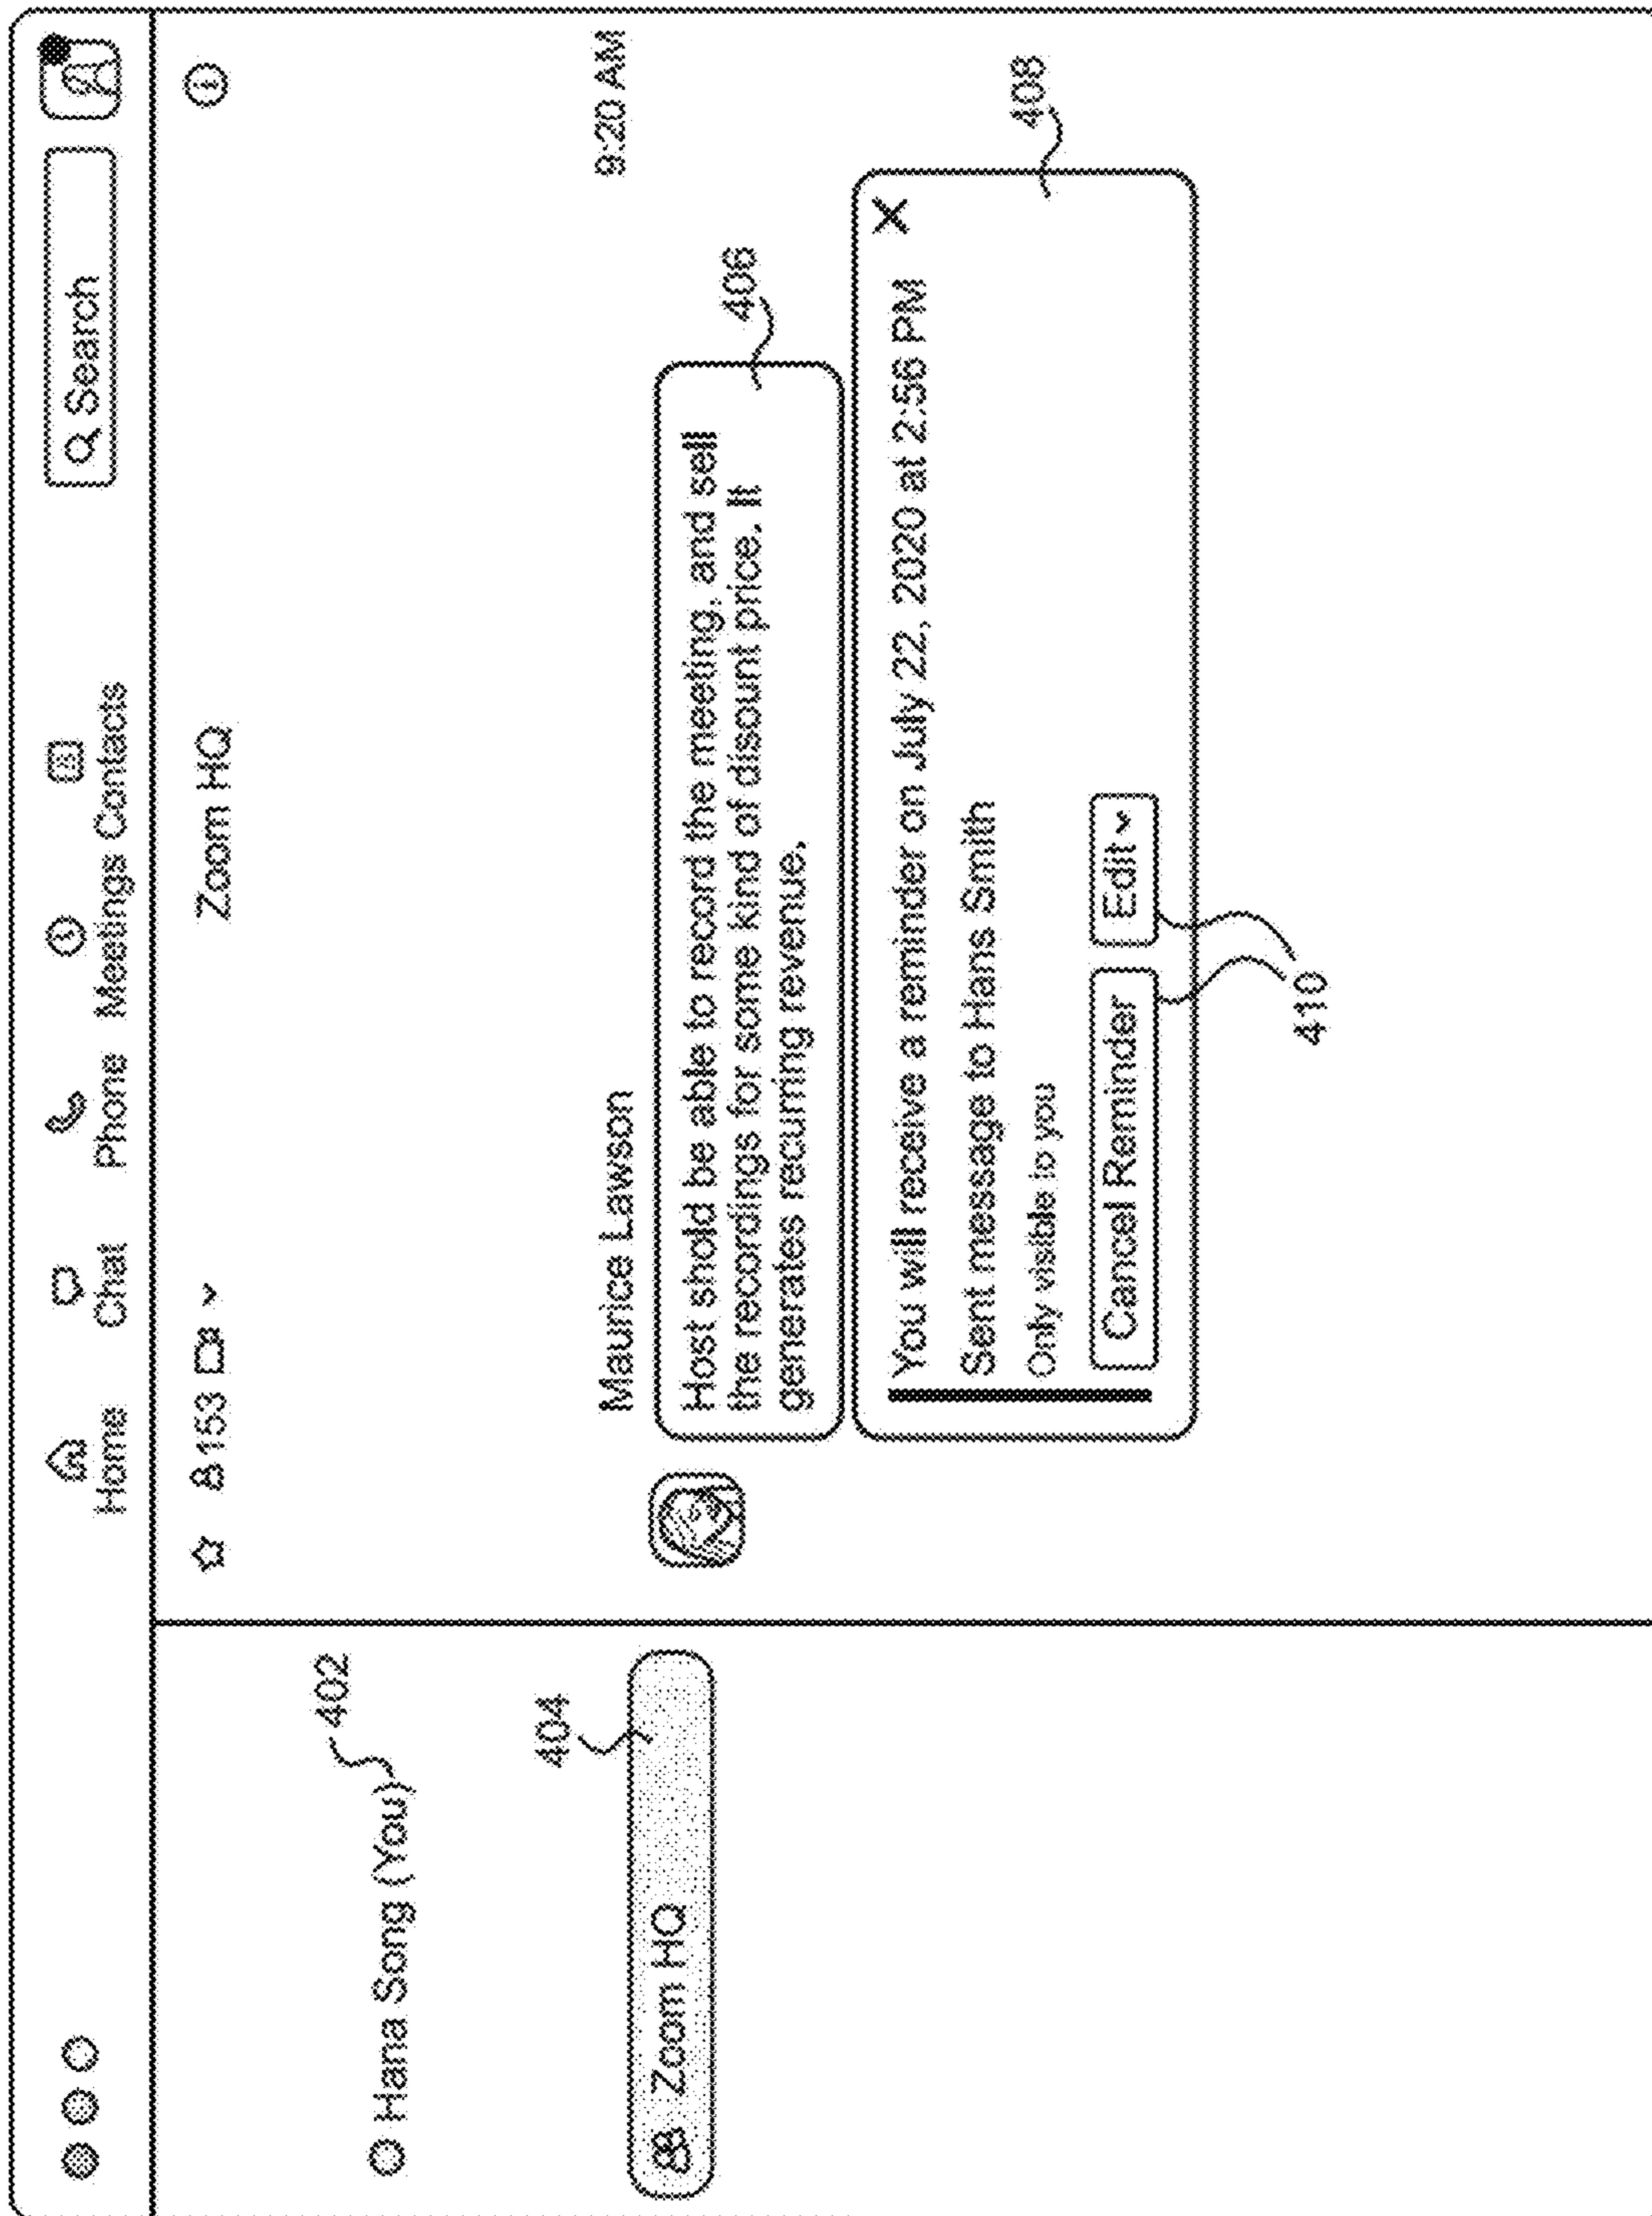 Home Chat Phone Meetings Contacts
Search
153
Zoom HQ
402
Hana Song (You)
404
Zoom HQ
Maurice Lawson
9:20 AM
Host shold be able to record the meeting, and sell
the recordings for some kind of disount price. It
generates recurring revenue.
406
You will receive a reminder on July 22, 2020 at 2:56 PM
X
Sent message to Hans Smith
Only visible to you
Cancel Reminder
Edit
408
410